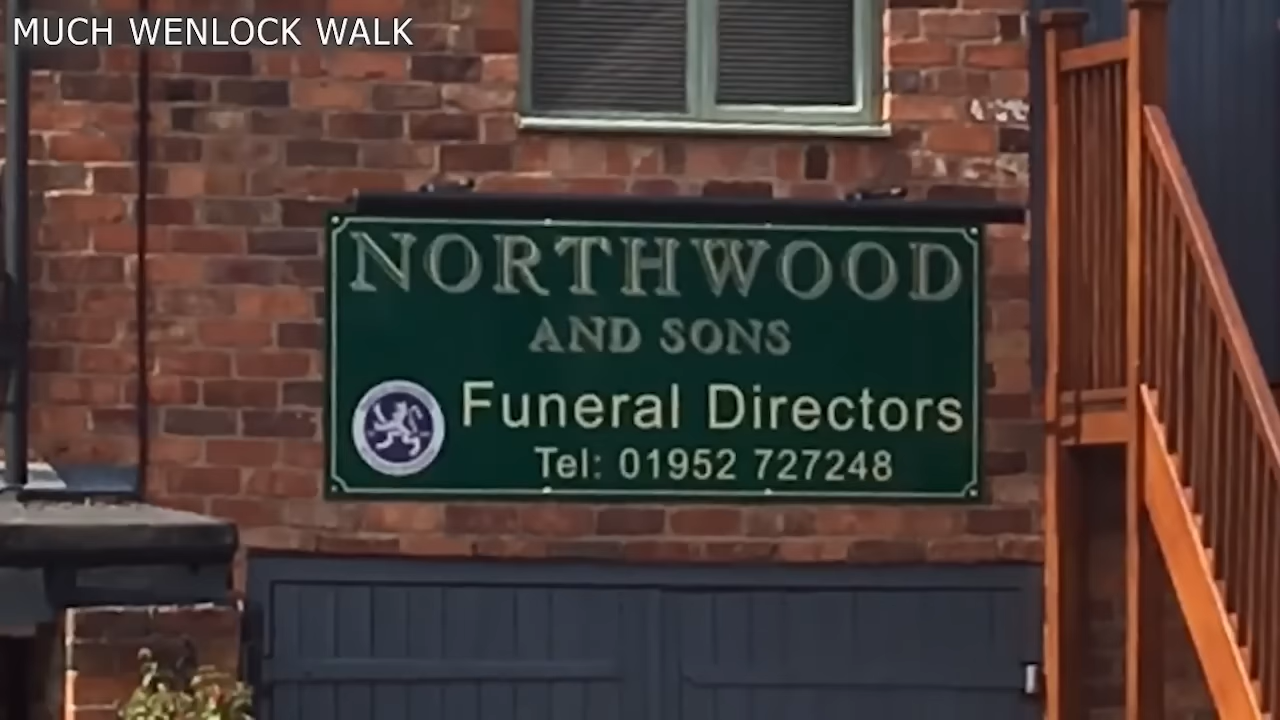 MUCH WENLOCK WALK
NORTHWOOD
AND SONS
Funeral Directors
Tel: 01952 727248